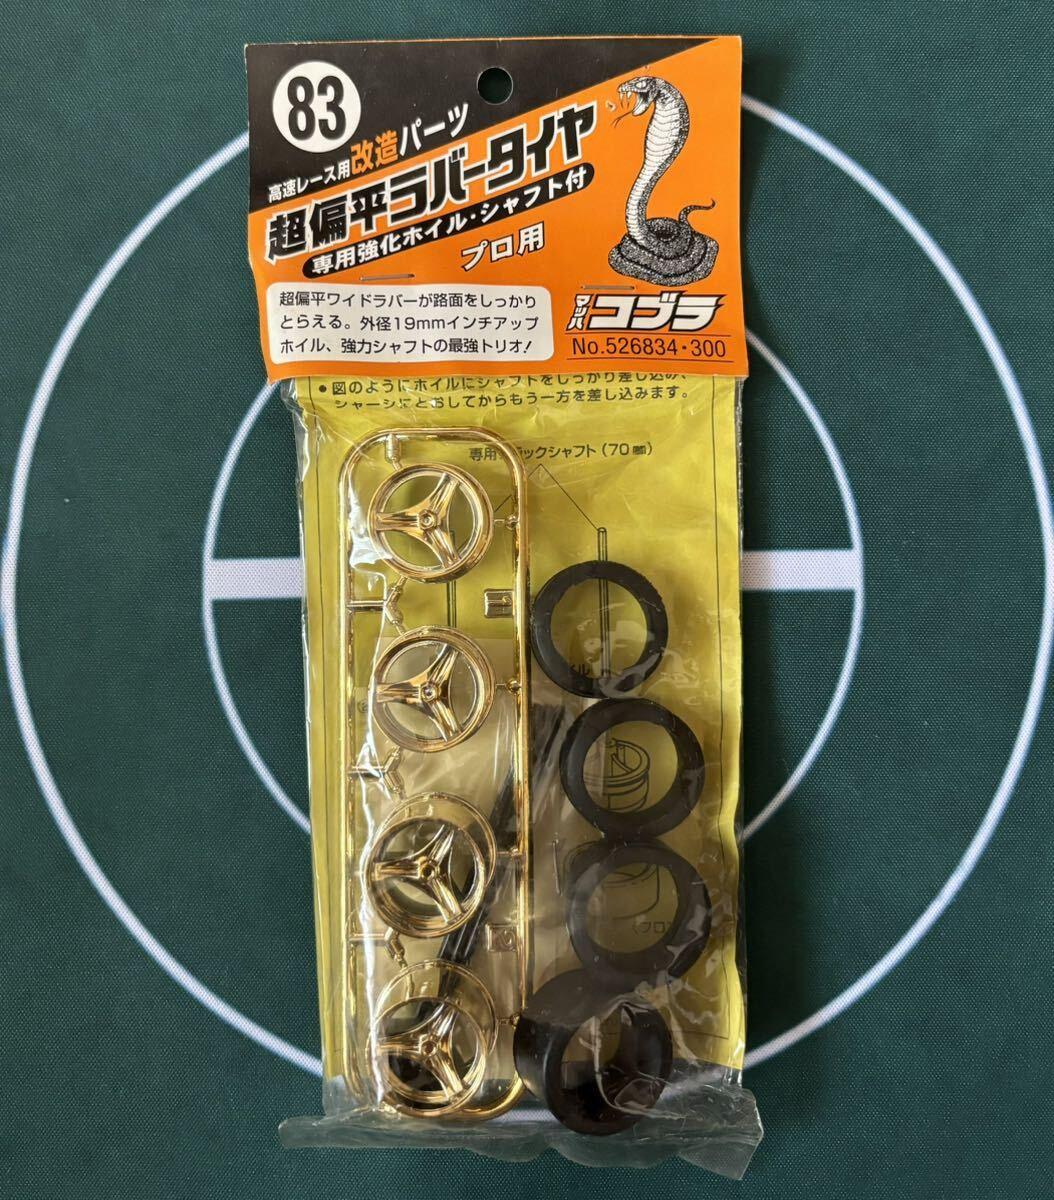 83
高速レース用改造パーツ
超偏平ラバータイヤ
専用強化ホイル・シャフト付
プロ用
超偏平ワイドラバーが路面をしっかり
とらえる。外径19mmインチアップ
ホイル、強力シャフトの最強トリオ!
マッハ コブラ
No.526834・300
●図のようにホイルにシャフトをしっかり差し込み、
シャーシにとおしてからもう一方を差し込みます。
専用 ラックシャフト(70㎜)
イル
(フロ